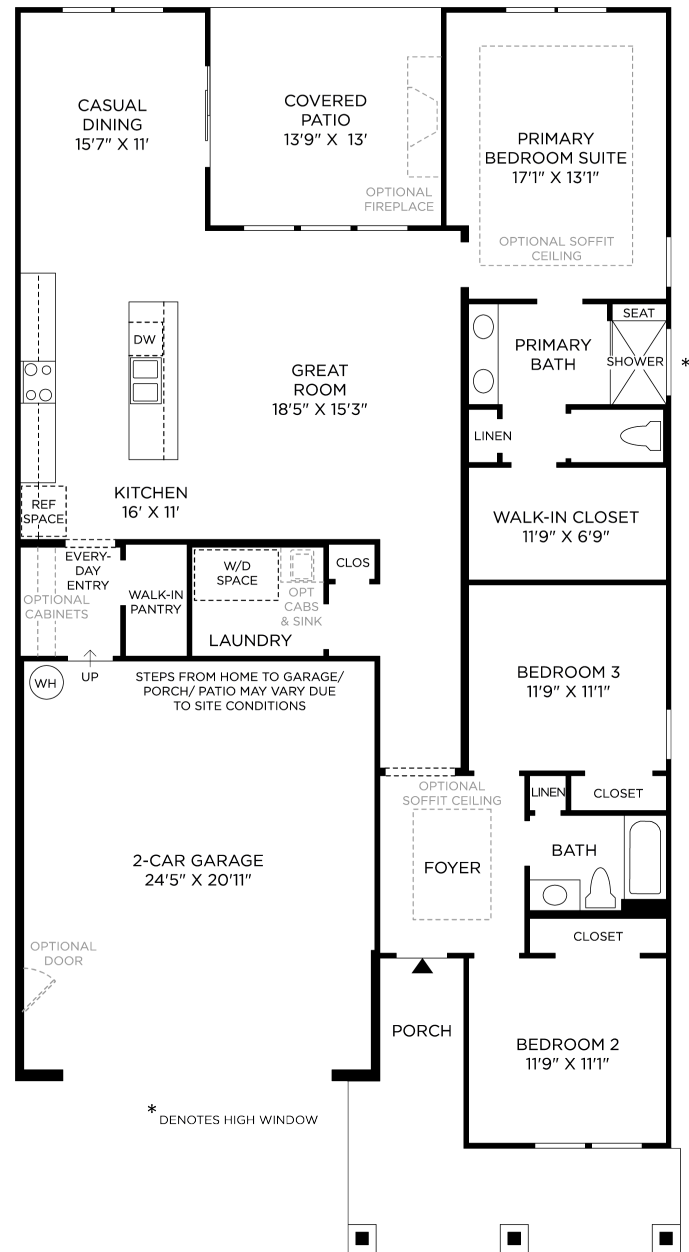 CASUAL
DINING
15'7" X 11'
COVERED
PATIO
13'9" X 13'
OPTIONAL
FIREPLACE
PRIMARY
BEDROOM SUITE
17'1" X 13'1"
OPTIONAL SOFFIT
CEILING
DW
GREAT
ROOM
18'5" X 15'3"
PRIMARY
BATH
SEAT
SHOWER
*
LINEN
KITCHEN
16' X 11'
REF
SPACE
WALK-IN CLOSET
11'9" X 6'9"
EVERY-
DAY
ENTRY
OPTIONAL
CABINETS
WALK-IN
PANTRY
W/D
SPACE
OPT
CABS
& SINK
LAUNDRY
CLOS
WH
UP
STEPS FROM HOME TO GARAGE/
PORCH/ PATIO MAY VARY DUE
TO SITE CONDITIONS
BEDROOM 3
11'9" X 11'1"
OPTIONAL
SOFFIT CEILING
LINEN
CLOSET
2-CAR GARAGE
24'5" X 20'11"
FOYER
BATH
OPTIONAL
DOOR
CLOSET
PORCH
BEDROOM 2
11'9" X 11'1"
* DENOTES HIGH WINDOW